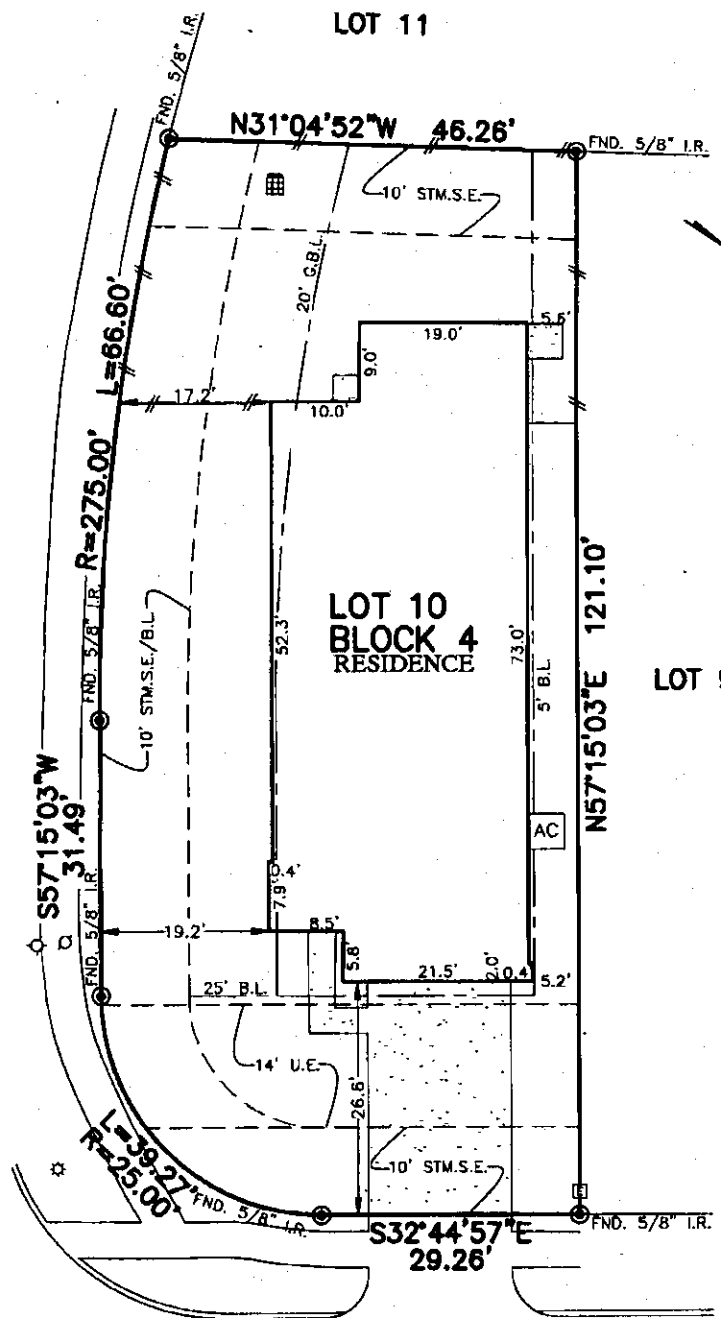 LOT 11
FND. 5/8" I.R.
N31°04'52"W 46.26'
FND. 5/8" I.R.
10' STM.S.E.
20' G.B.L.
L=66.60'
R=275.00'
19.0'
9.0'
17.2'
10.0'
LOT 10
BLOCK 4
RESIDENCE
52.3'
73.0'
5' B.L.
N57°15'03"E 121.10'
FND. 5/8" I.R.
10' STM.S.E./B.L.
S57°15'03"W
31.49'
AC
0.4'
7.9'
8.5'
19.2'
FND. 5/8" I.R.
5.8'
21.5'
2.0'
0.4'
5.2'
25' B.L.
14' U.E.
26.6'
L=39.27'
R=25.00'
10' STM.S.E.
FND. 5/8" I.R.
E
FND. 5/8" I.R.
S32°44'57"E
29.26'